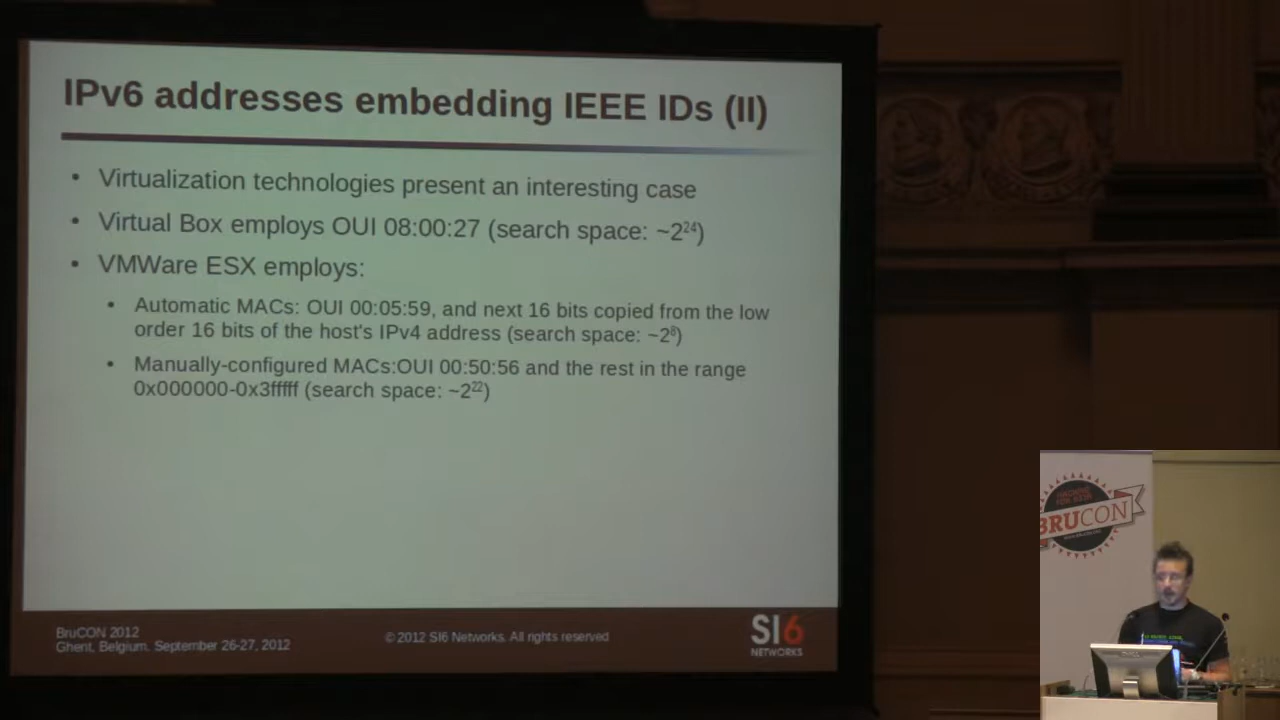 IPv6 addresses embedding IEEE IDs (II)
• Virtualization technologies present an interesting case
• Virtual Box employs OUI 08:00:27 (search space: ~2²⁴)
• VMWare ESX employs:
• Automatic MACs: OUI 00:05:59, and next 16 bits copied from the low
order 16 bits of the host's IPv4 address (search space: ~2⁸)
• Manually-configured MACs:OUI 00:50:56 and the rest in the range
0x000000-0x3fffff (search space: ~2²²)
BruCON 2012
Ghent, Belgium. September 26-27, 2012
© 2012 SI6 Networks. All rights reserved
SI6
NETWORKS
BRUCON